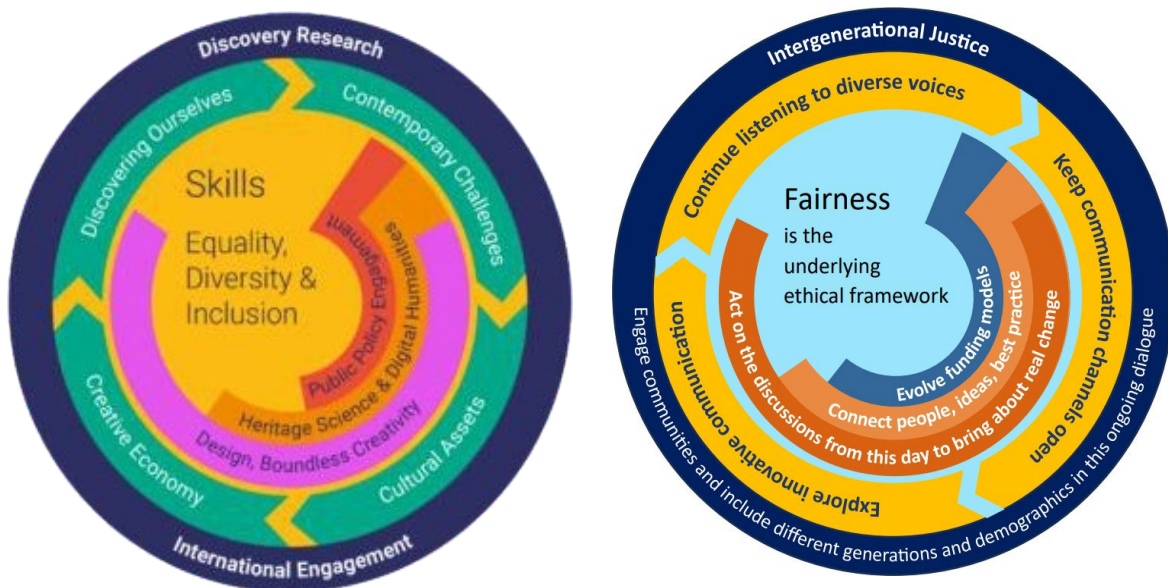 Discovery Research
Discovering Ourselves
Contemporary Challenges
Skills
Equality,
Diversity &
Inclusion
Public Policy Engagement
Heritage Science & Digital Humanities
Design, Boundless Creativity
Creative Economy
Cultural Assets
International Engagement
Intergenerational Justice
Continue listening to diverse voices
Keep communication channels open
Fairness
is the
underlying
ethical framework
Evolve funding models
Connect people, ideas, best practice
Act on the discussions from this day to bring about real change
Explore innovative communication
Engage communities and include different generations and demographics in this ongoing dialogue